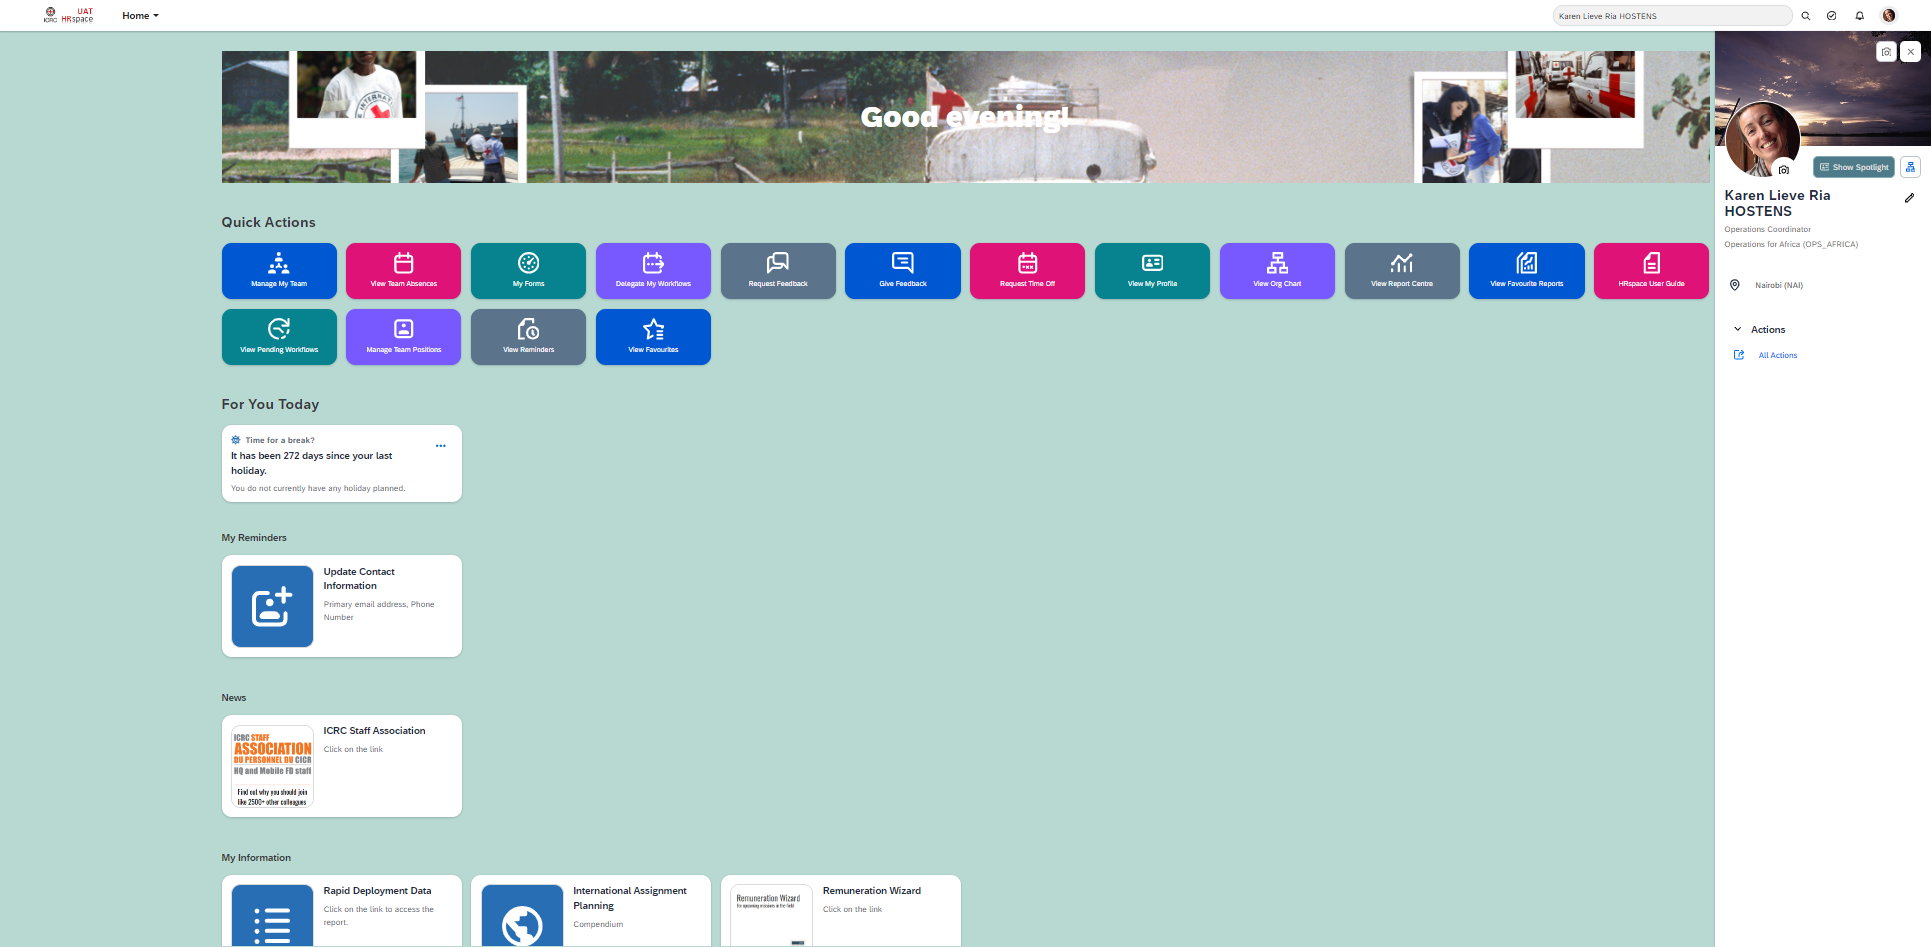 ICRC
UAT
HRspace
Home
Karen Lieve Ria HOSTENS
INTERNAT
Good evening!
Show Spotlight
Karen Lieve Ria
HOSTENS
Operations Coordinator
Operations for Africa (OPS_AFRICA)
Nairobi (NAI)
Actions
All Actions
Quick Actions
Manage My Team
View Team Absences
My Forms
Delegate My Workflows
Request Feedback
Give Feedback
Request Time Off
View My Profile
View Org Chart
View Report Centre
View Favourite Reports
HRspace User Guide
View Pending Workflows
Manage Team Positions
View Reminders
View Favourites
For You Today
Time for a break?
It has been 272 days since your last
holiday.
You do not currently have any holiday planned.
My Reminders
Update Contact
Information
Primary email address, Phone
Number
News
ICRC STAFF
ASSOCIATION
DU PERSONNEL DU CICR
HQ and Mobile FD staff
Find out why you should join
like 2500+ other colleagues
ICRC Staff Association
Click on the link
My Information
Rapid Deployment Data
Click on the link to access the
report.
International Assignment
Planning
Compendium
Remuneration Wizard
For upcoming missions in the field
Remuneration Wizard
Click on the link